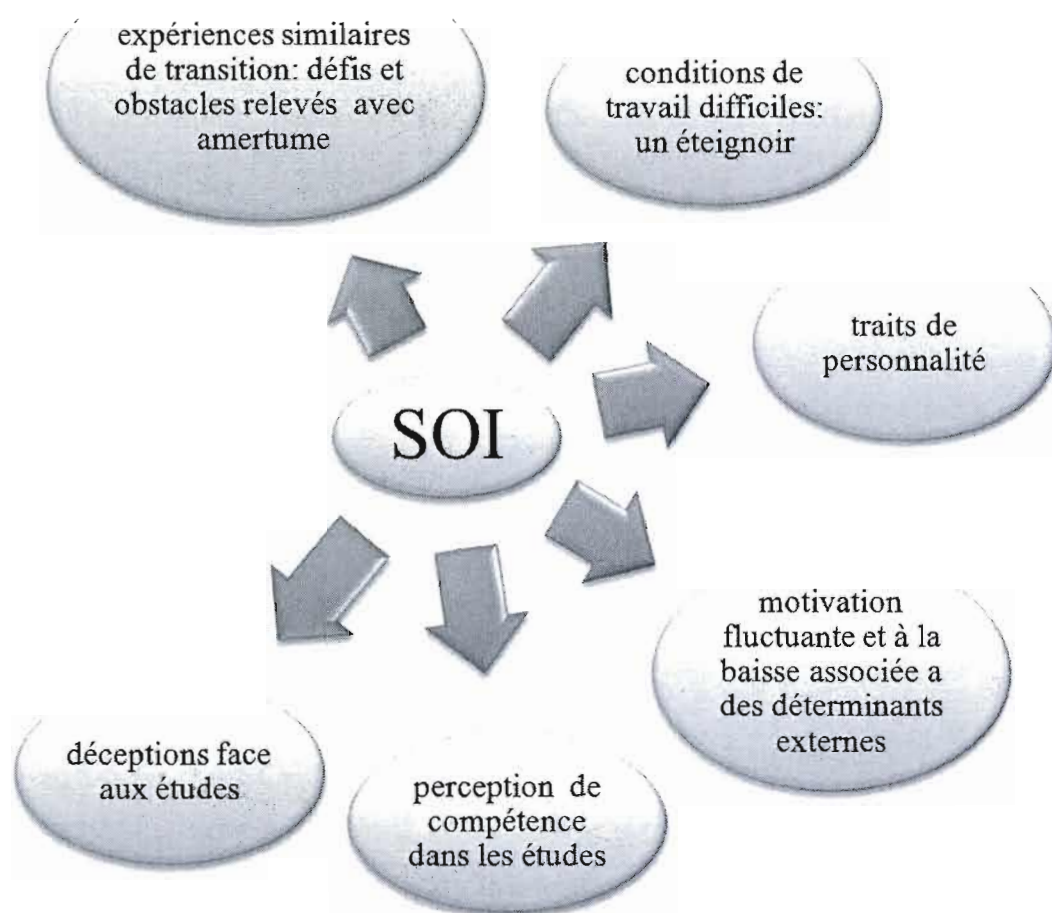 expériences similaires
de transition: défis et
obstacles relevés avec
amertume
conditions de
travail difficiles:
un éteignoir
traits de
personnalité
SOI
motivation
fluctuante et à la
baisse associée a
des déterminants
externes
déceptions face
aux études
perception de
compétence
dans les études